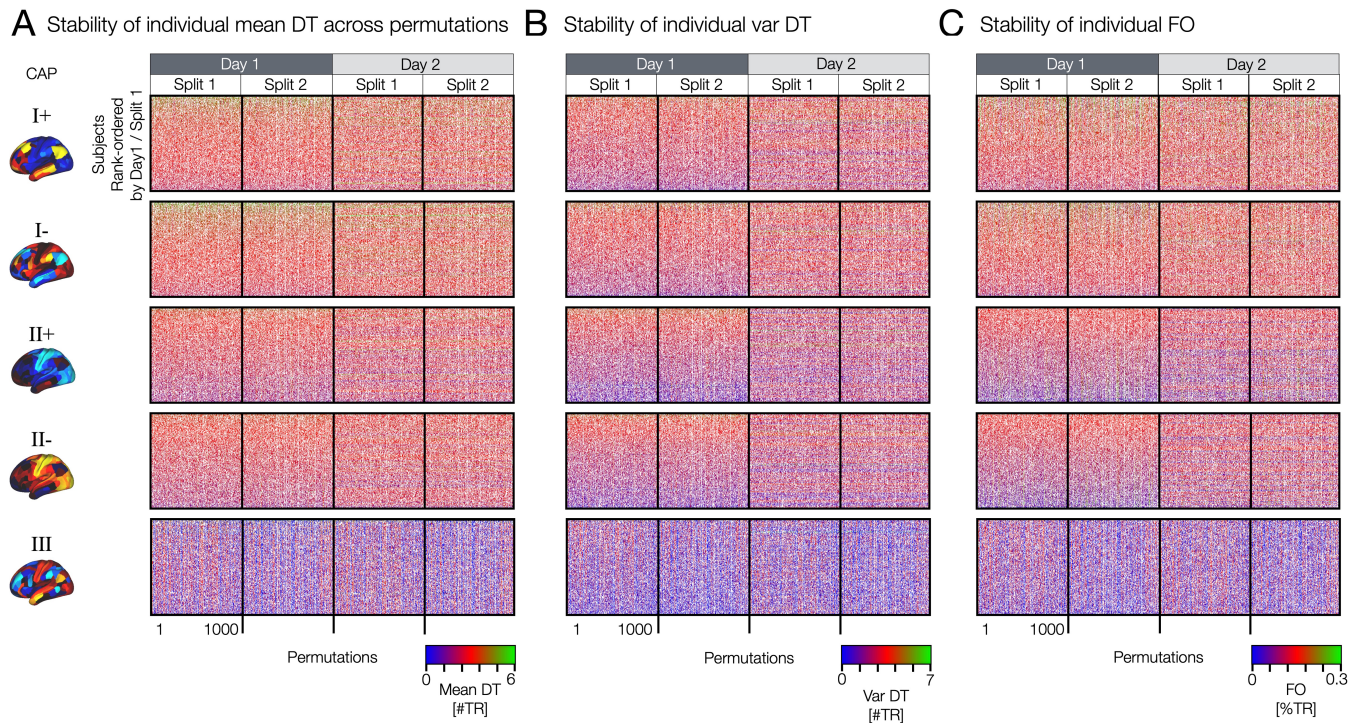 A Stability of individual mean DT across permutations
B Stability of individual var DT
C Stability of individual FO
CAP
Day 1
Day 2
Split 1
Split 2
Split 1
Split 2
Day 1
Day 2
Split 1
Split 2
Split 1
Split 2
Day 1
Day 2
Split 1
Split 2
Split 1
Split 2
Subjects
Rank-ordered
by Day1 / Split 1
I+
I-
II+
II-
III
1
1000
1
1000
1
1000
Permutations
Permutations
Permutations
0
6
Mean DT
[#TR]
0
7
Var DT
[#TR]
0
0.3
FO
[%TR]